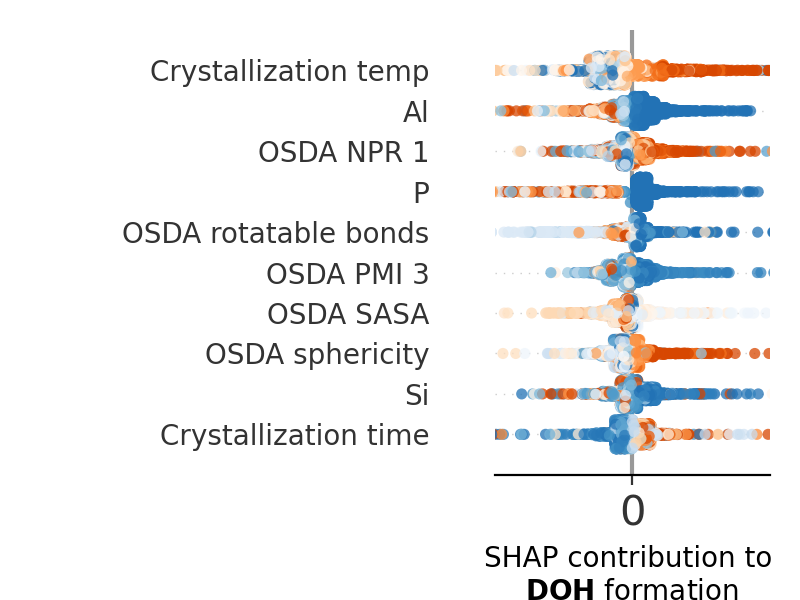 Crystallization temp
Al
OSDA NPR 1
P
OSDA rotatable bonds
OSDA PMI 3
OSDA SASA
OSDA sphericity
Si
Crystallization time
0
SHAP contribution to
DOH formation